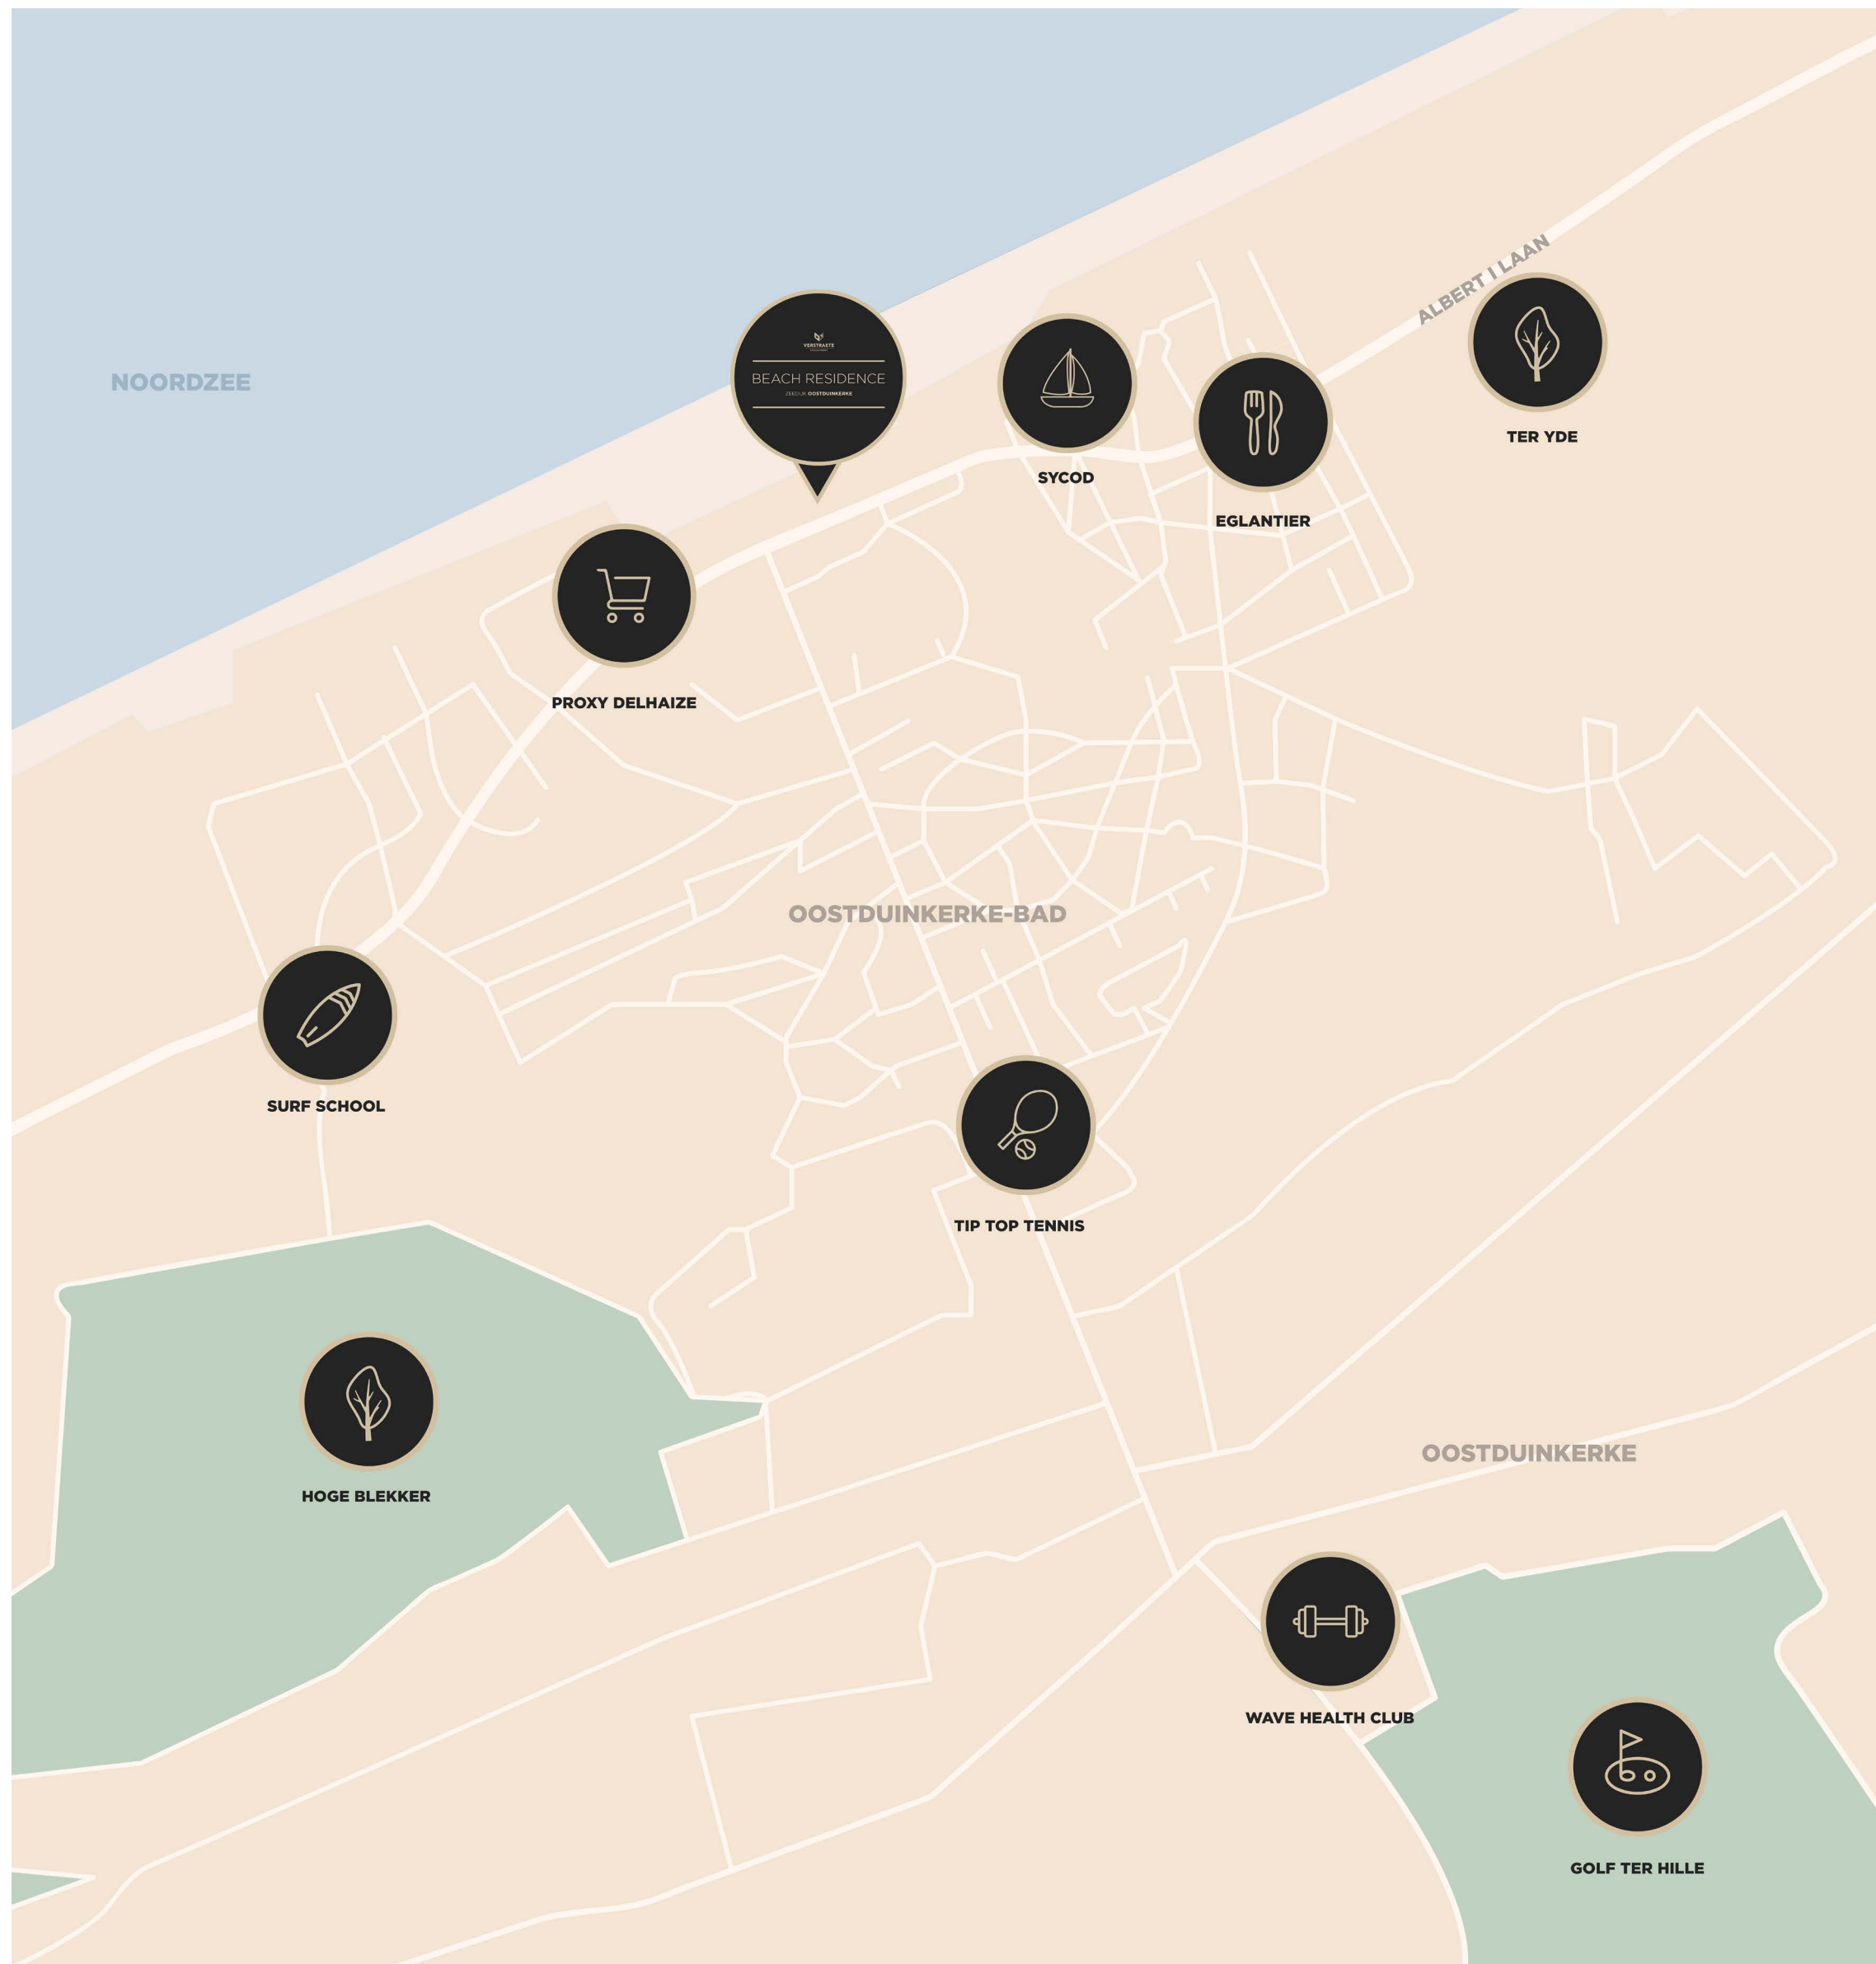 ALBERT I LAAN
NOORDZEE
VERSTRAETE
BEACH RESIDENCE
ZEEDIJK OOSTDUINKERKE
TER YDE
SYCOD
EGLANTIER
PROXY DELHAIZE
OOSTDUINKERKE-BAD
SURF SCHOOL
TIP TOP TENNIS
OOSTDUINKERKE
HOGE BLEKKER
WAVE HEALTH CLUB
GOLF TER HILLE